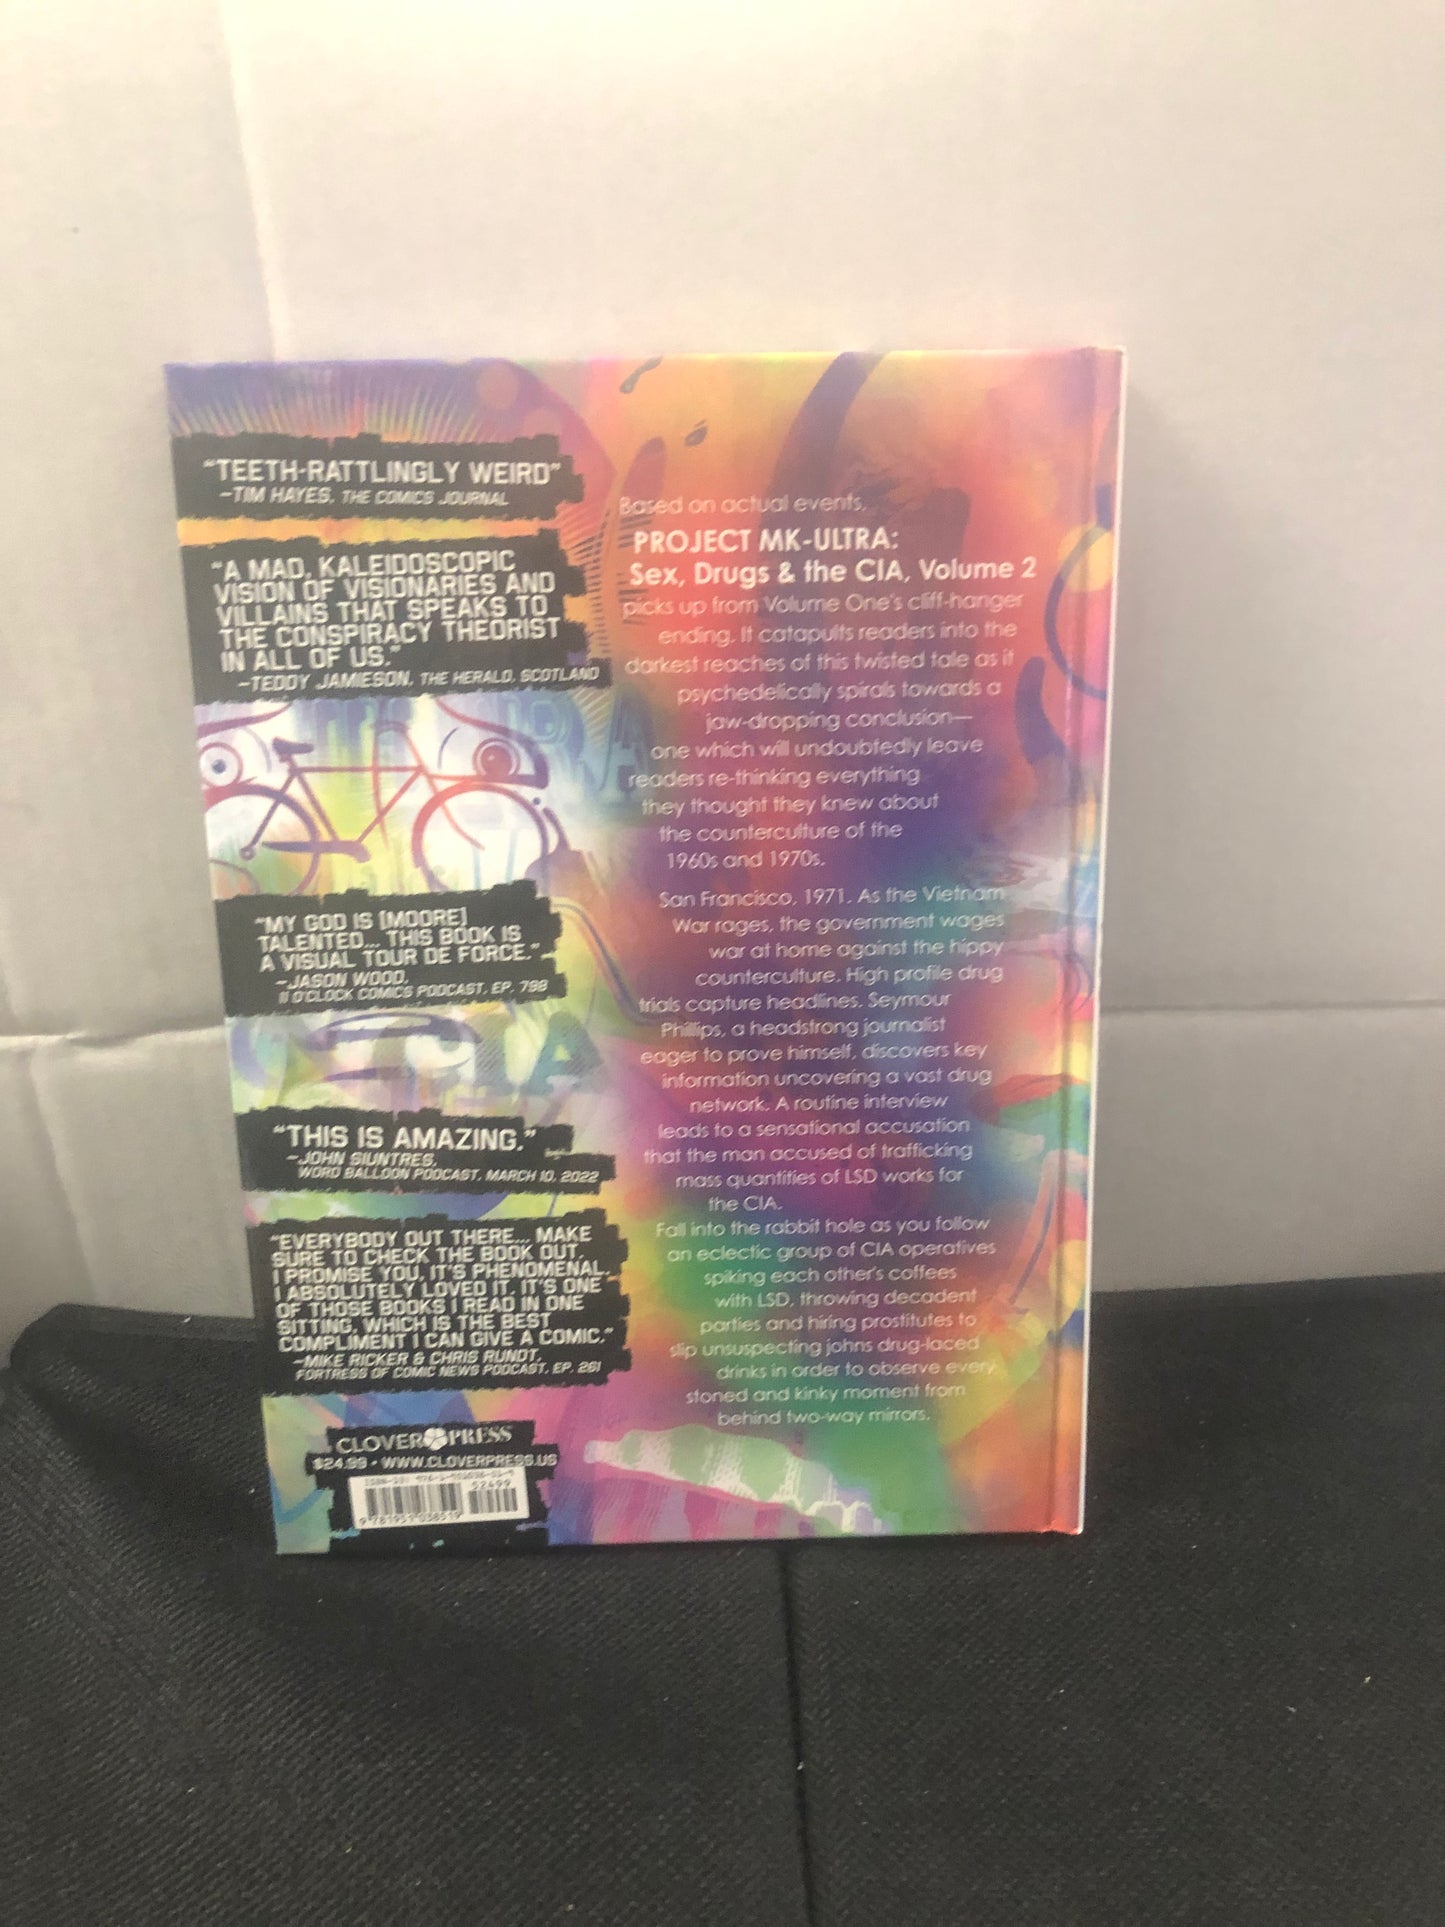 “TEETH-RATTLINGLY WEIRD”
–TIM HAYES, THE COMICS JOURNAL
“A MAD, KALEIDOSCOPIC
VISION OF VISIONARIES AND
VILLAINS THAT SPEAKS TO
THE CONSPIRACY THEORIST
IN ALL OF US.”
–TEDDY JAMIESON, THE HERALD, SCOTLAND
“MY GOD IS [MOORE]
TALENTED... THIS BOOK IS
A VISUAL TOUR DE FORCE.”
–JASON WOOD,
11 O'CLOCK COMICS PODCAST, EP. 798
“THIS IS AMAZING.”
–JOHN SIUNTRES,
WORD BALLOON PODCAST, MARCH 10, 2022
“EVERYBODY OUT THERE... MAKE
SURE TO CHECK THE BOOK OUT.
I PROMISE YOU, IT'S PHENOMENAL.
I ABSOLUTELY LOVED IT. IT'S ONE
OF THOSE BOOKS I READ IN ONE
SITTING, WHICH IS THE BEST
COMPLIMENT I CAN GIVE A COMIC.”
–MIKE RICKER & CHRIS RUNDT,
FORTRESS OF COMIC NEWS PODCAST, EP. 261
CLOVER PRESS
$24.99 • WWW.CLOVERPRESS.US
52499
9 781951 038519
Based on actual events,
PROJECT MK-ULTRA:
Sex, Drugs & the CIA, Volume 2
picks up from Volume One's cliff-hanger
ending. It catapults readers into the
darkest reaches of this twisted tale as it
psychedelically spirals towards a
jaw-dropping conclusion—
one which will undoubtedly leave
readers re-thinking everything
they thought they knew about
the counterculture of the
1960s and 1970s.
San Francisco, 1971. As the Vietnam
War rages, the government wages
war at home against the hippy
counterculture. High profile drug
trials capture headlines. Seymour
Phillips, a headstrong journalist
eager to prove himself, discovers key
information uncovering a vast drug
network. A routine interview
leads to a sensational accusation
that the man accused of trafficking
mass quantities of LSD works for
the CIA.
Fall into the rabbit hole as you follow
an eclectic group of CIA operatives
spiking each other's coffees
with LSD, throwing decadent
parties and hiring prostitutes to
slip unsuspecting johns drug-laced
drinks in order to observe every
stoned and kinky moment from
behind two-way mirrors.